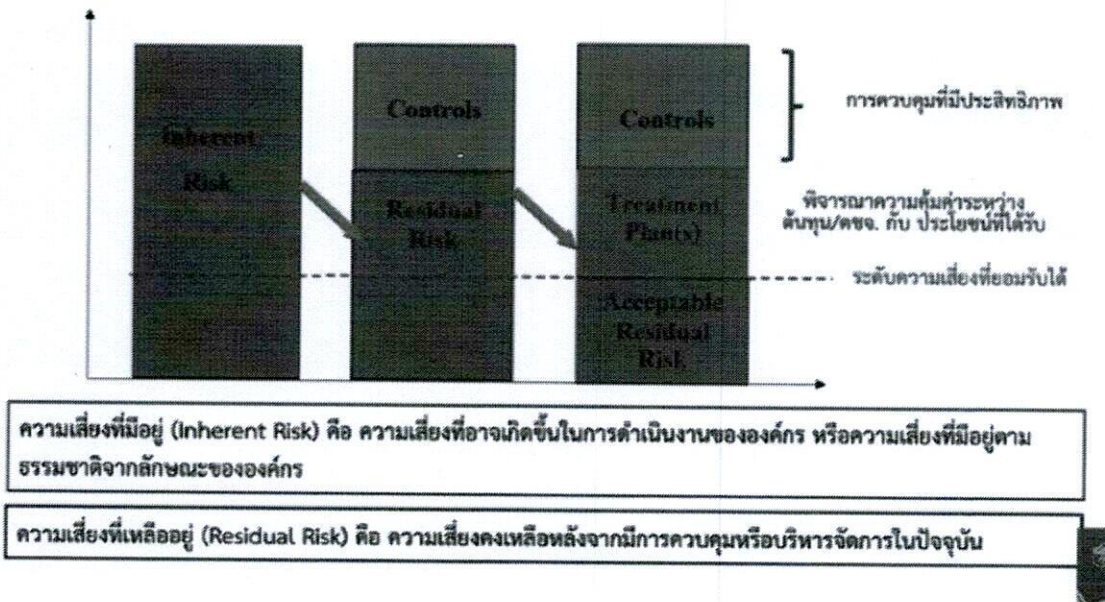 Inherent
Risk
Controls
Residual
Risk
Controls
Treatment
Plan(s)
Acceptable
Residual
Risk
การควบคุมที่มีประสิทธิภาพ
พิจารณาความคุ้มค่าระหว่าง
ต้นทุน/คชจ. กับ ประโยชน์ที่ได้รับ
ระดับความเสี่ยงที่ยอมรับได้
ความเสี่ยงที่มีอยู่ (Inherent Risk) คือ ความเสี่ยงที่อาจเกิดขึ้นในการดำเนินงานขององค์กร หรือความเสี่ยงที่มีอยู่ตาม
ธรรมชาติจากลักษณะขององค์กร
ความเสี่ยงที่เหลืออยู่ (Residual Risk) คือ ความเสี่ยงคงเหลือหลังจากมีการควบคุมหรือบริหารจัดการในปัจจุบัน